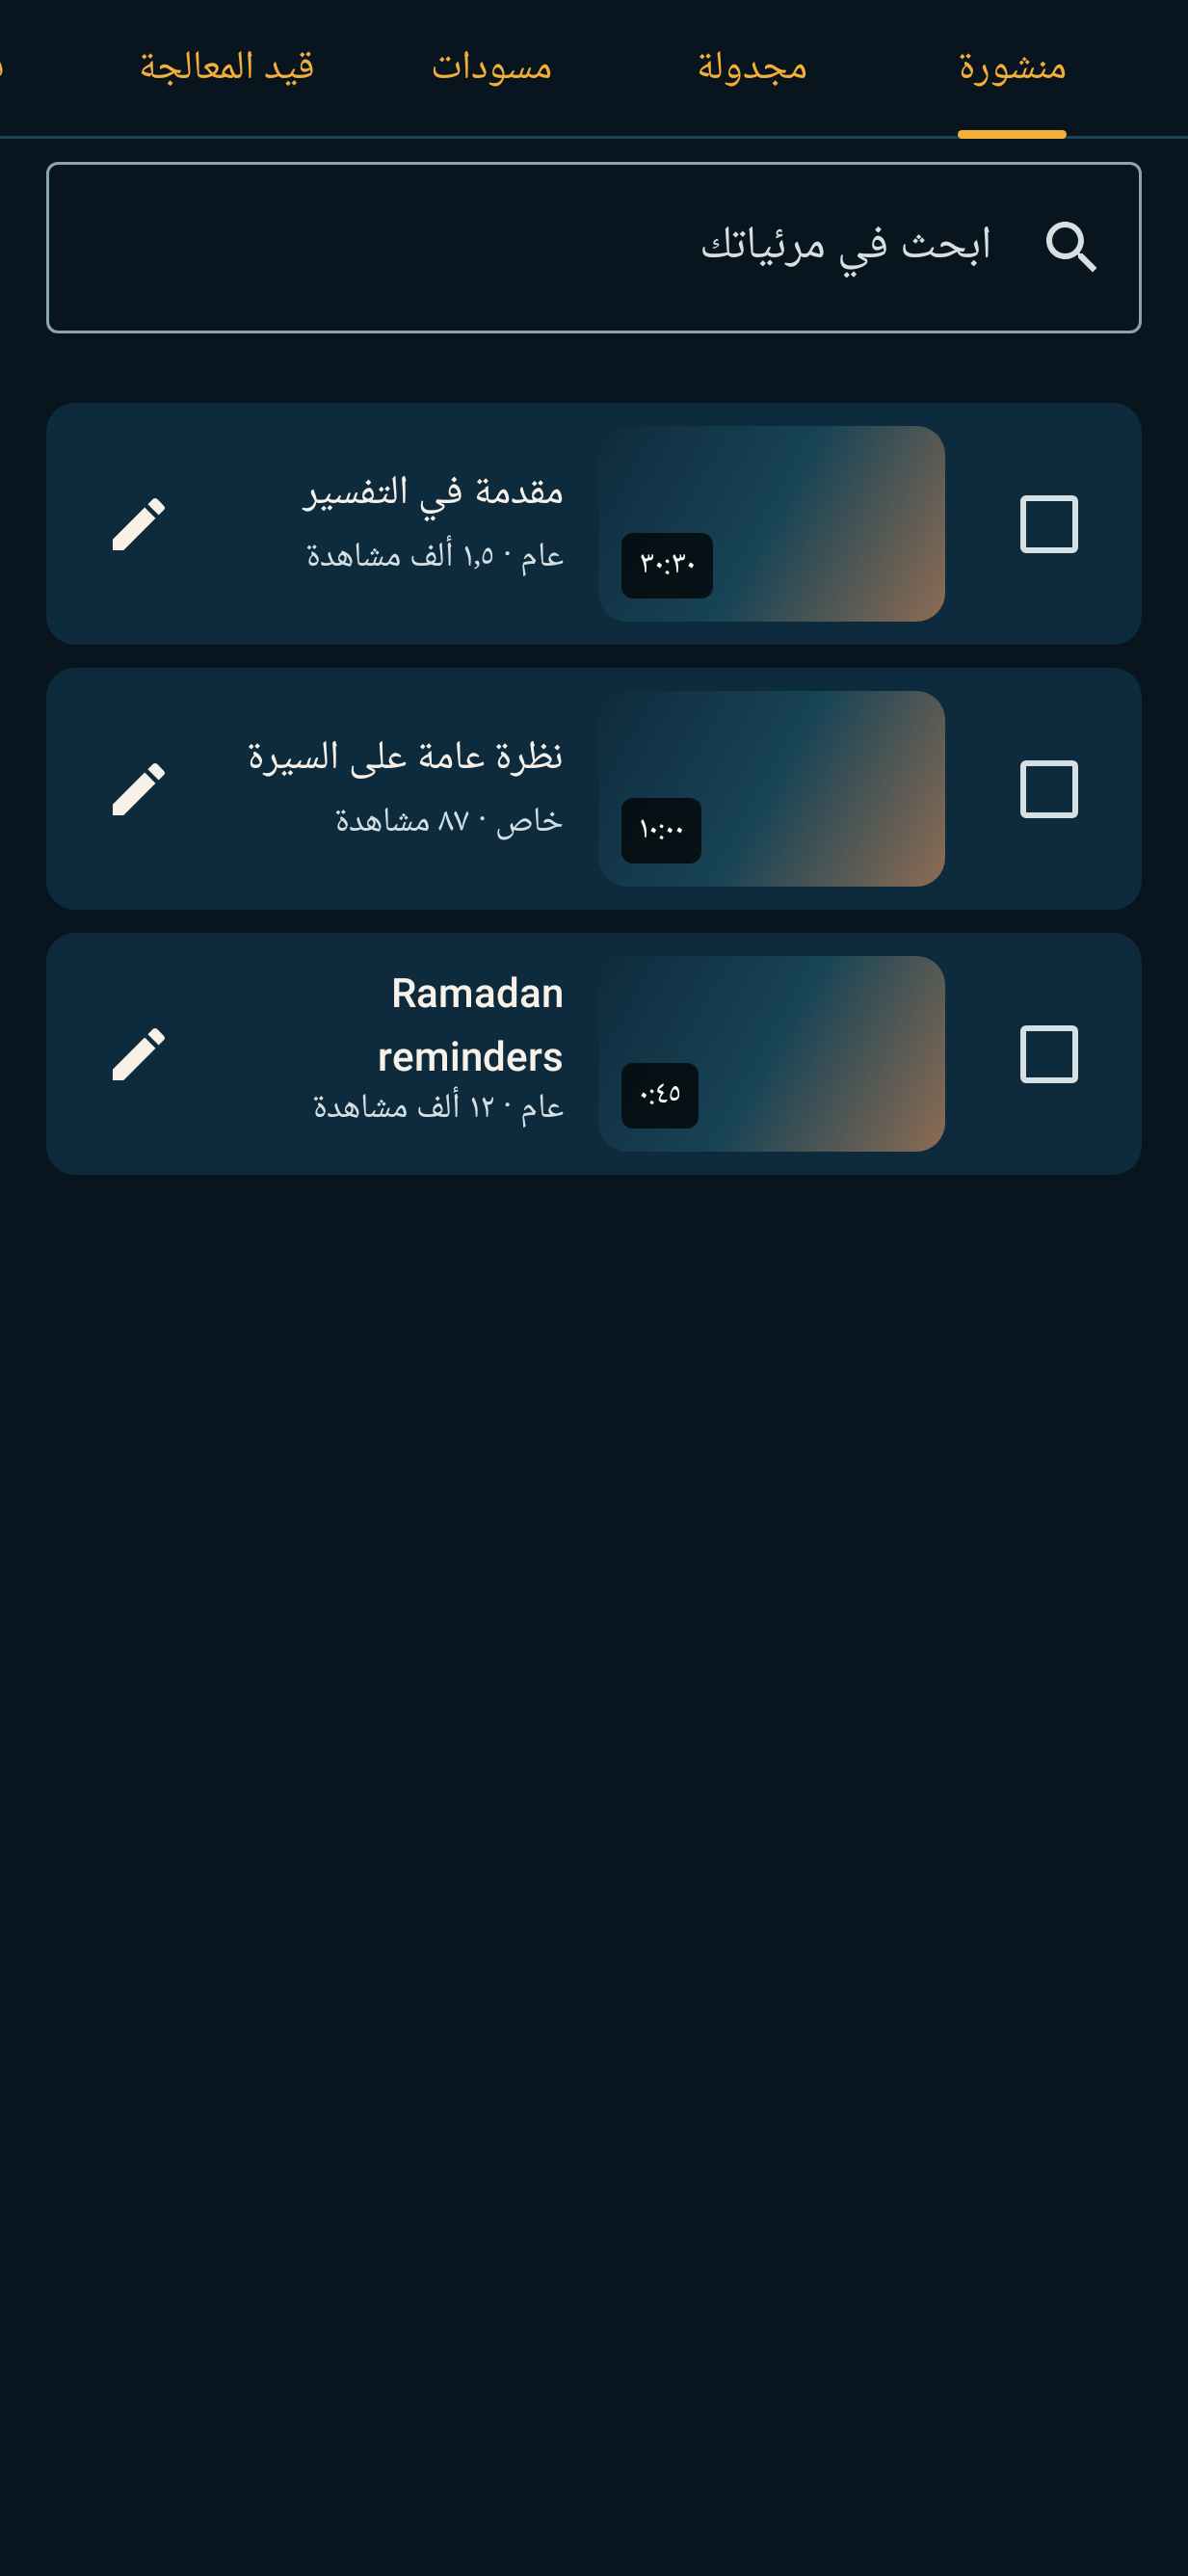 منشورة
مجدولة
مسودات
قيد المعالجة
ابحث في مرئياتك
مقدمة في التفسير
عام · ١٫٥ ألف مشاهدة
٣٠:٣٠
نظرة عامة على السيرة
خاص · ٨٧ مشاهدة
١٠:٠٠
Ramadan
reminders
عام · ١٢ ألف مشاهدة
٠:٤٥